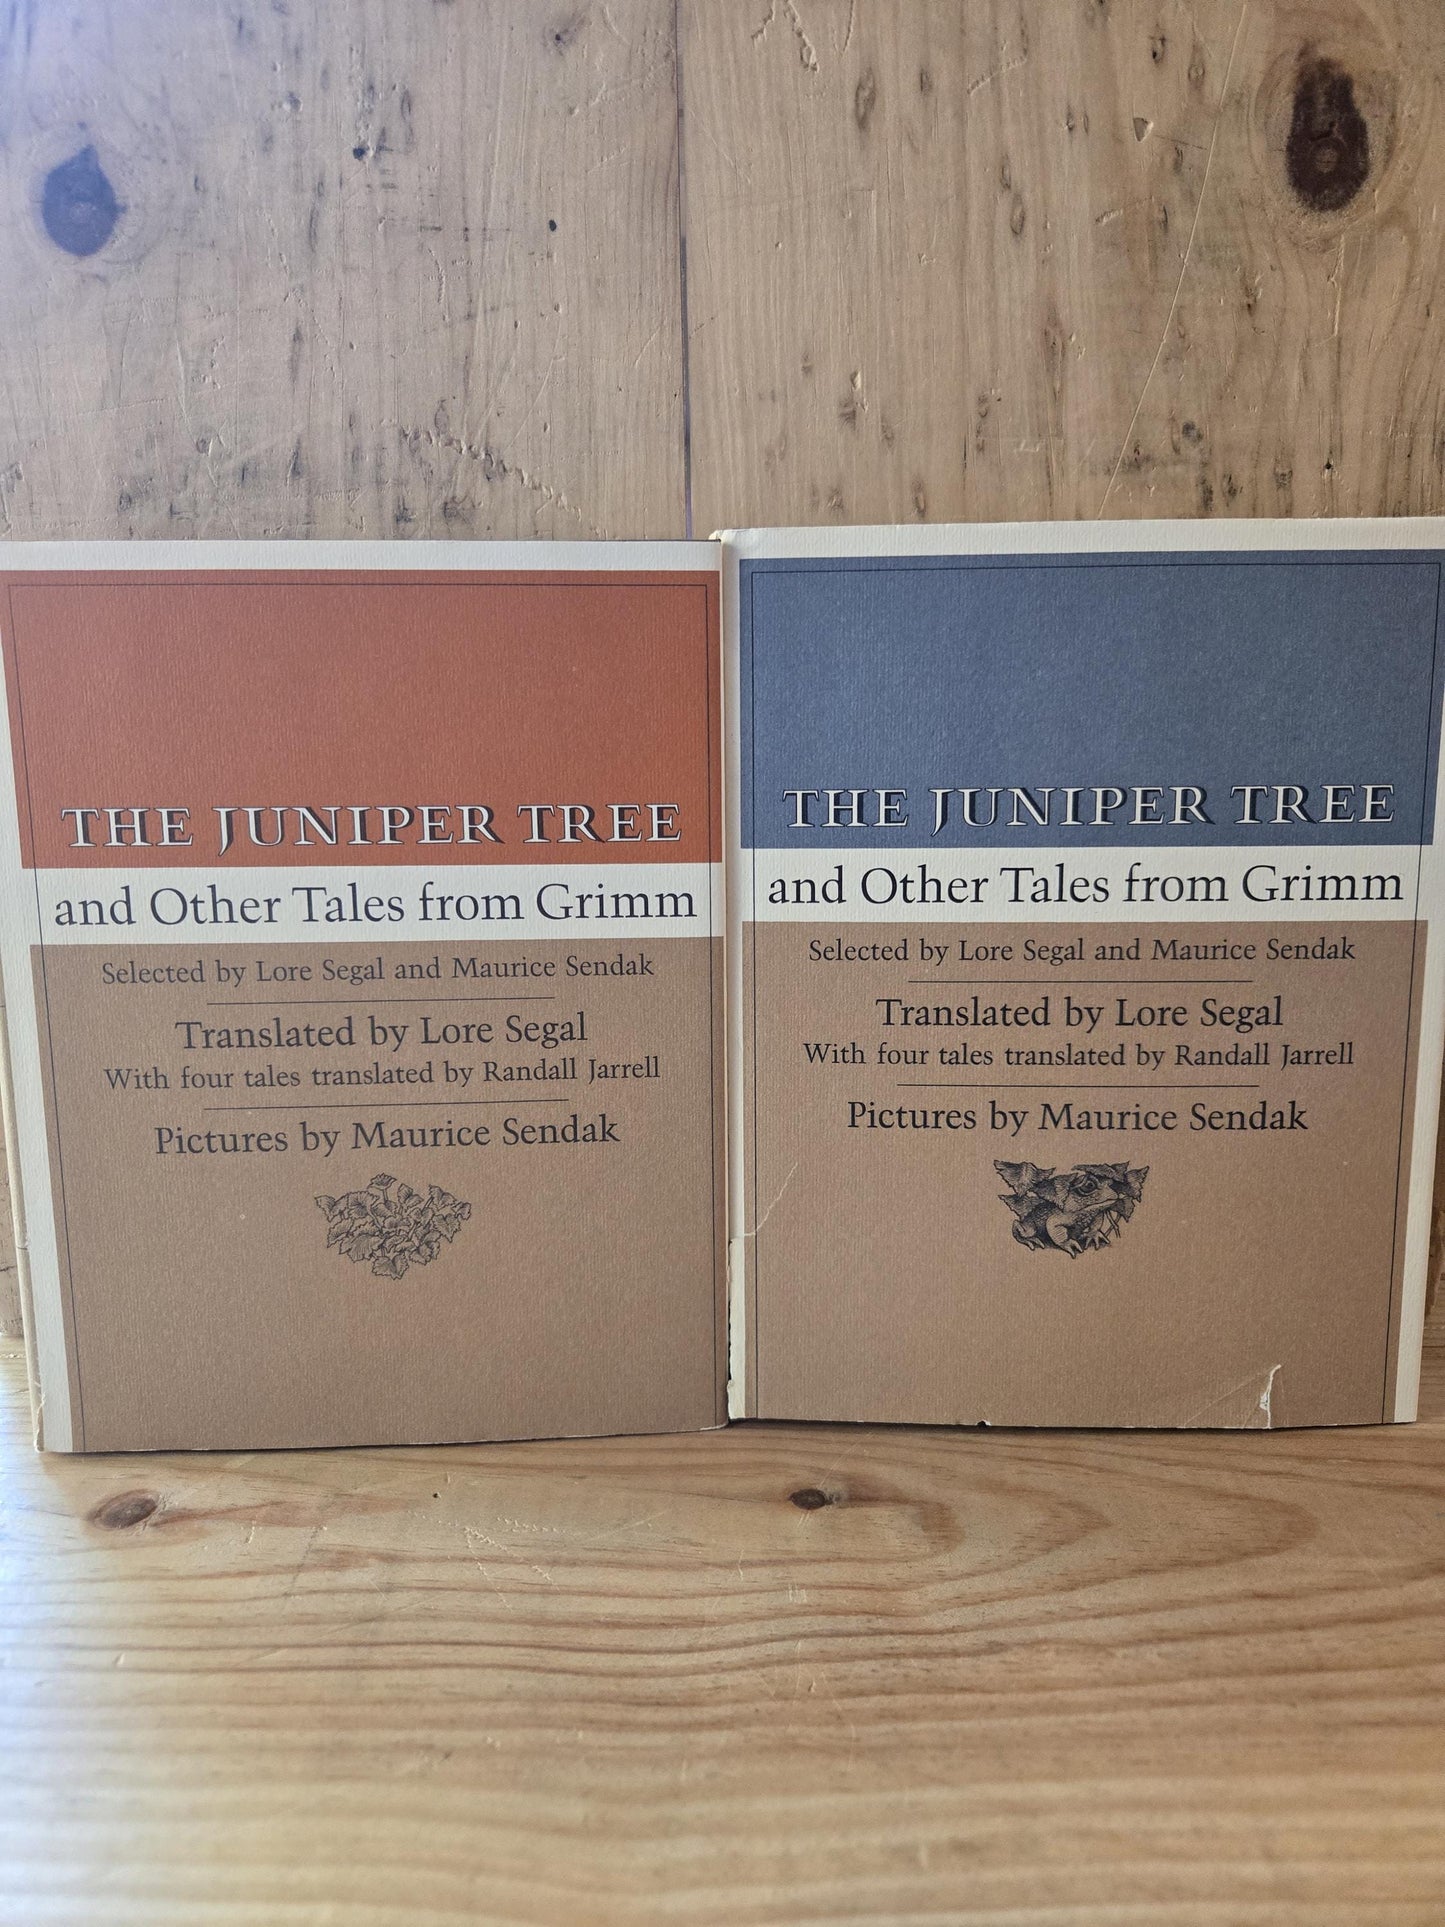 THE JUNIPER TREE
and Other Tales from Grimm
Selected by Lore Segal and Maurice Sendak
Translated by Lore Segal
With four tales translated by Randall Jarrell
Pictures by Maurice Sendak
THE JUNIPER TREE
and Other Tales from Grimm
Selected by Lore Segal and Maurice Sendak
Translated by Lore Segal
With four tales translated by Randall Jarrell
Pictures by Maurice Sendak